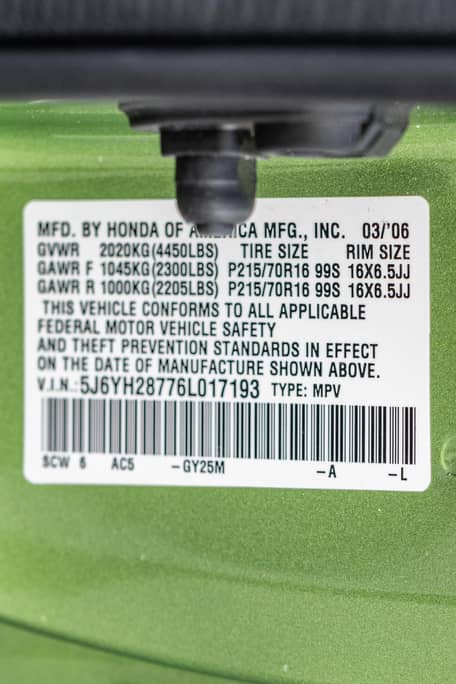 MFD. BY HONDA OF AMERICA MFG., INC. 03/'06
GVWR 2020KG(4450LBS) TIRE SIZE RIM SIZE
GAWR F 1045KG(2300LBS) P215/70R16 99S 16X6.5JJ
GAWR R 1000KG(2205LBS) P215/70R16 99S 16X6.5JJ
THIS VEHICLE CONFORMS TO ALL APPLICABLE
FEDERAL MOTOR VEHICLE SAFETY
AND THEFT PREVENTION STANDARDS IN EFFECT
ON THE DATE OF MANUFACTURE SHOWN ABOVE.
V.I.N.:5J6YH28776L017193 TYPE: MPV
SCW 6 AC5 -GY25M -A -L